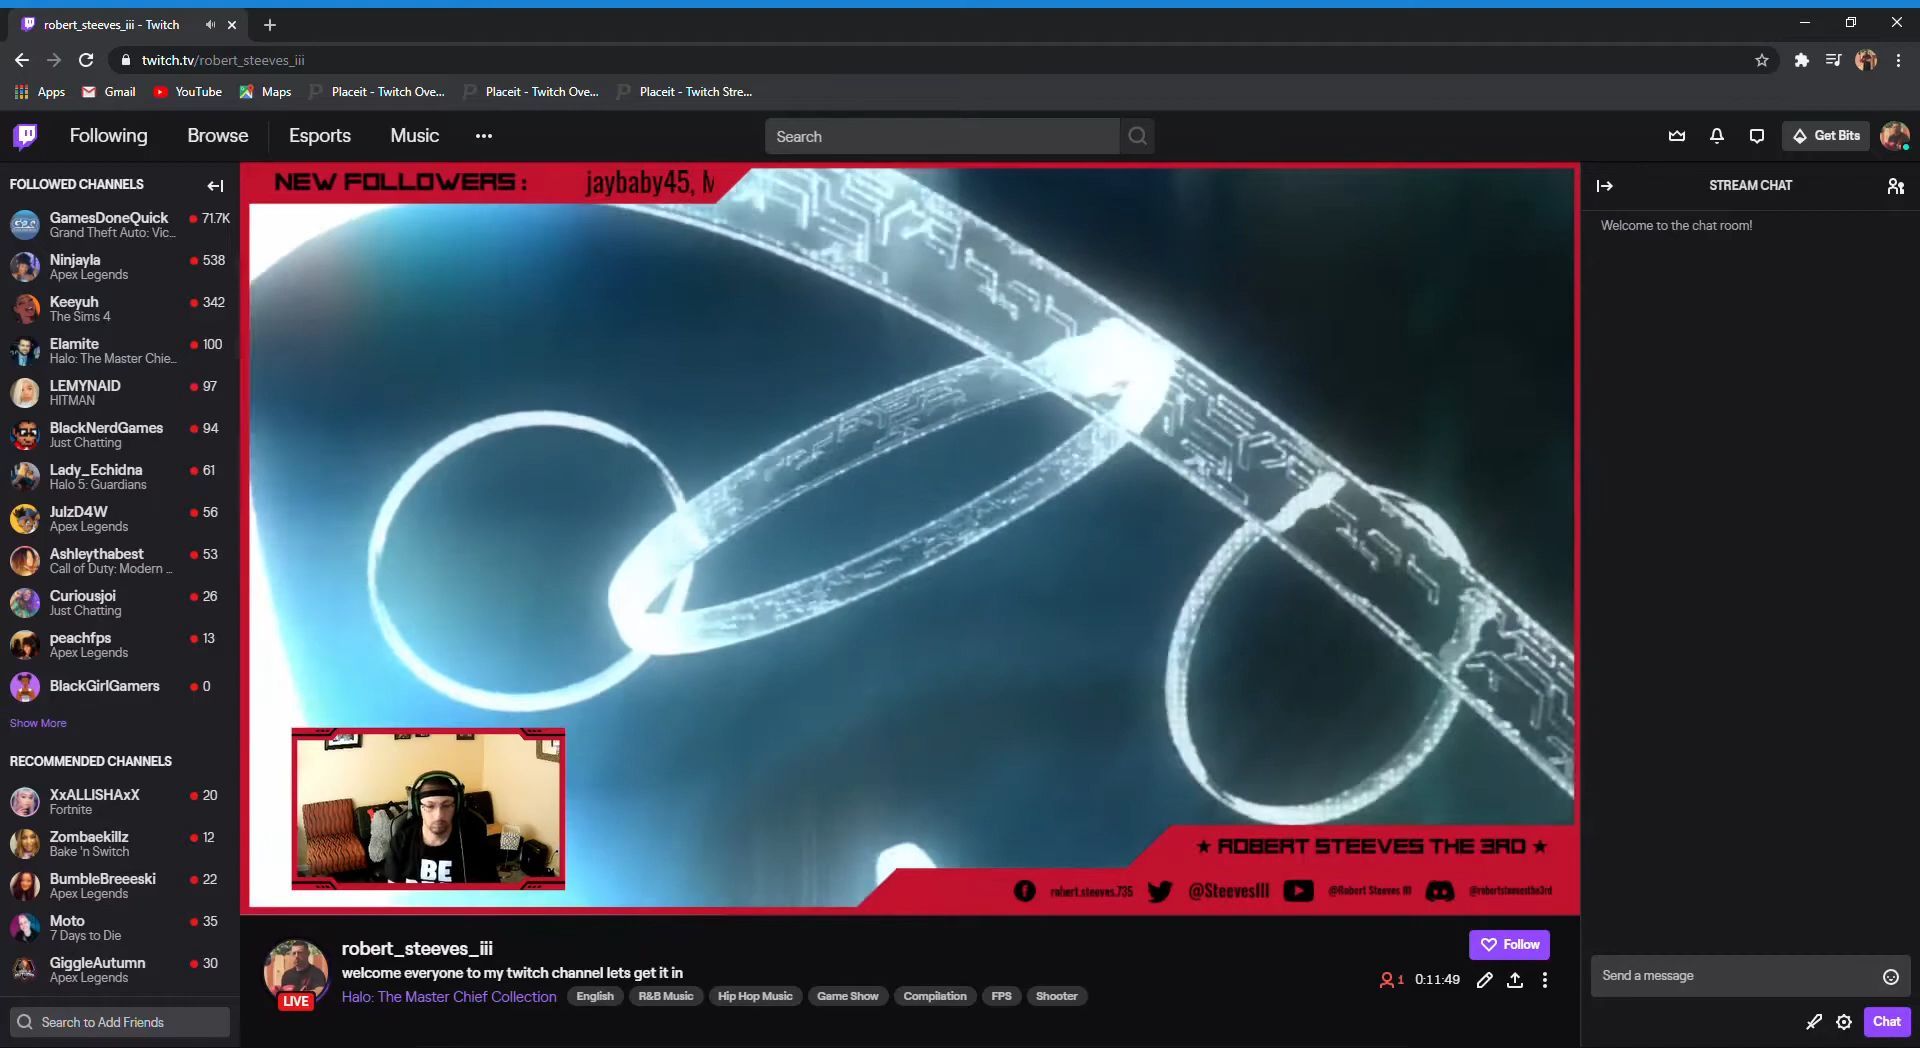 robert_steeves_iii - Twitch
twitch.tv/robert_steeves_iii
Apps
Gmail
YouTube
Maps
Placeit - Twitch Ove...
Placeit - Twitch Ove...
Placeit - Twitch Stre...
Following
Browse
Esports
Music
Search
Get Bits
FOLLOWED CHANNELS
GamesDoneQuick
71.7K
Grand Theft Auto: Vic...
Ninjayla
538
Apex Legends
Keeyuh
342
The Sims 4
Elamite
100
Halo: The Master Chie...
LEMYNAID
97
HITMAN
BlackNerdGames
94
Just Chatting
Lady_Echidna
61
Halo 5: Guardians
JulzD4W
56
Apex Legends
Ashleythabest
53
Call of Duty: Modern ...
Curiousjoi
26
Just Chatting
peachfps
13
Apex Legends
BlackGirlGamers
0
Show More
RECOMMENDED CHANNELS
XxALLISHAxX
20
Fortnite
Zombaekillz
12
Bake 'n Switch
BumbleBreeeski
22
Apex Legends
Moto
35
7 Days to Die
GiggleAutumn
30
Apex Legends
Search to Add Friends
NEW FOLLOWERS :
jaybaby45, M
BE
★ ROBERT STEEVES THE 3RD ★
robert.steeves.735
@SteevesIII
@Robert Steeves III
@robertsteevesthe3rd
robert_steeves_iii
welcome everyone to my twitch channel lets get it in
LIVE
Halo: The Master Chief Collection
English
R&B Music
Hip Hop Music
Game Show
Compilation
FPS
Shooter
Follow
1
0:11:49
STREAM CHAT
Welcome to the chat room!
Send a message
Chat